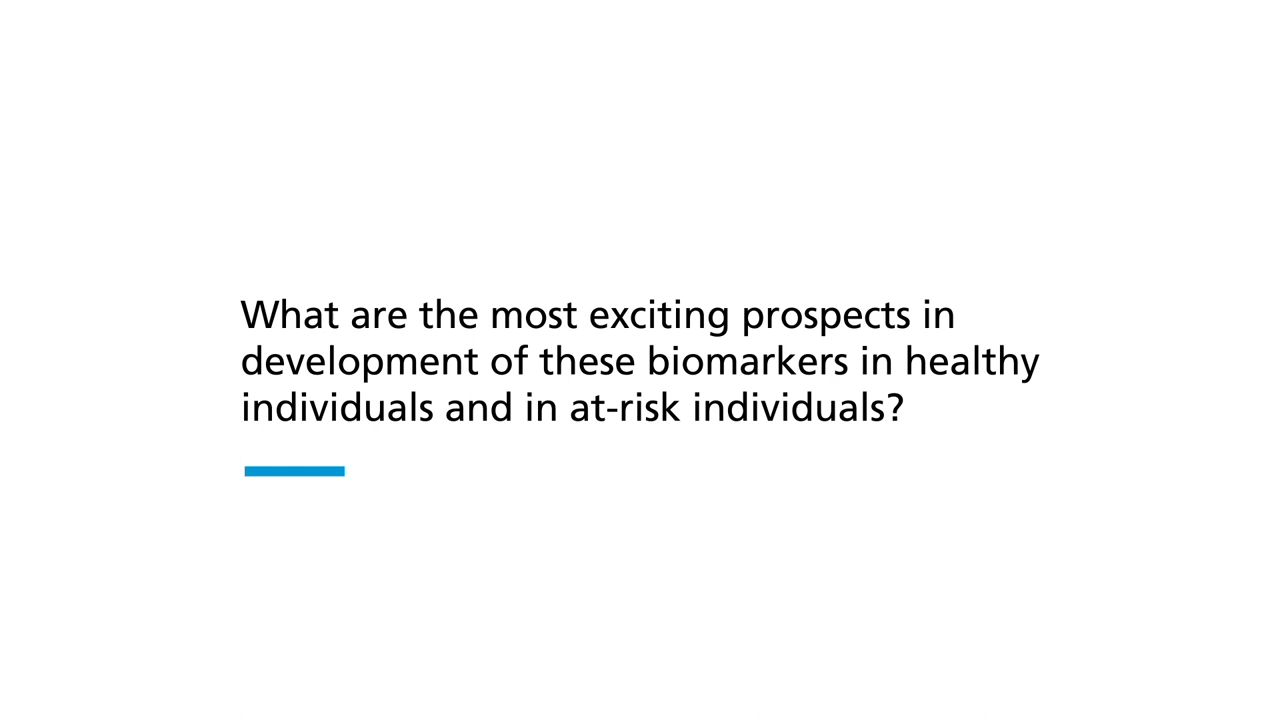 What are the most exciting prospects in
development of these biomarkers in healthy
individuals and in at-risk individuals?